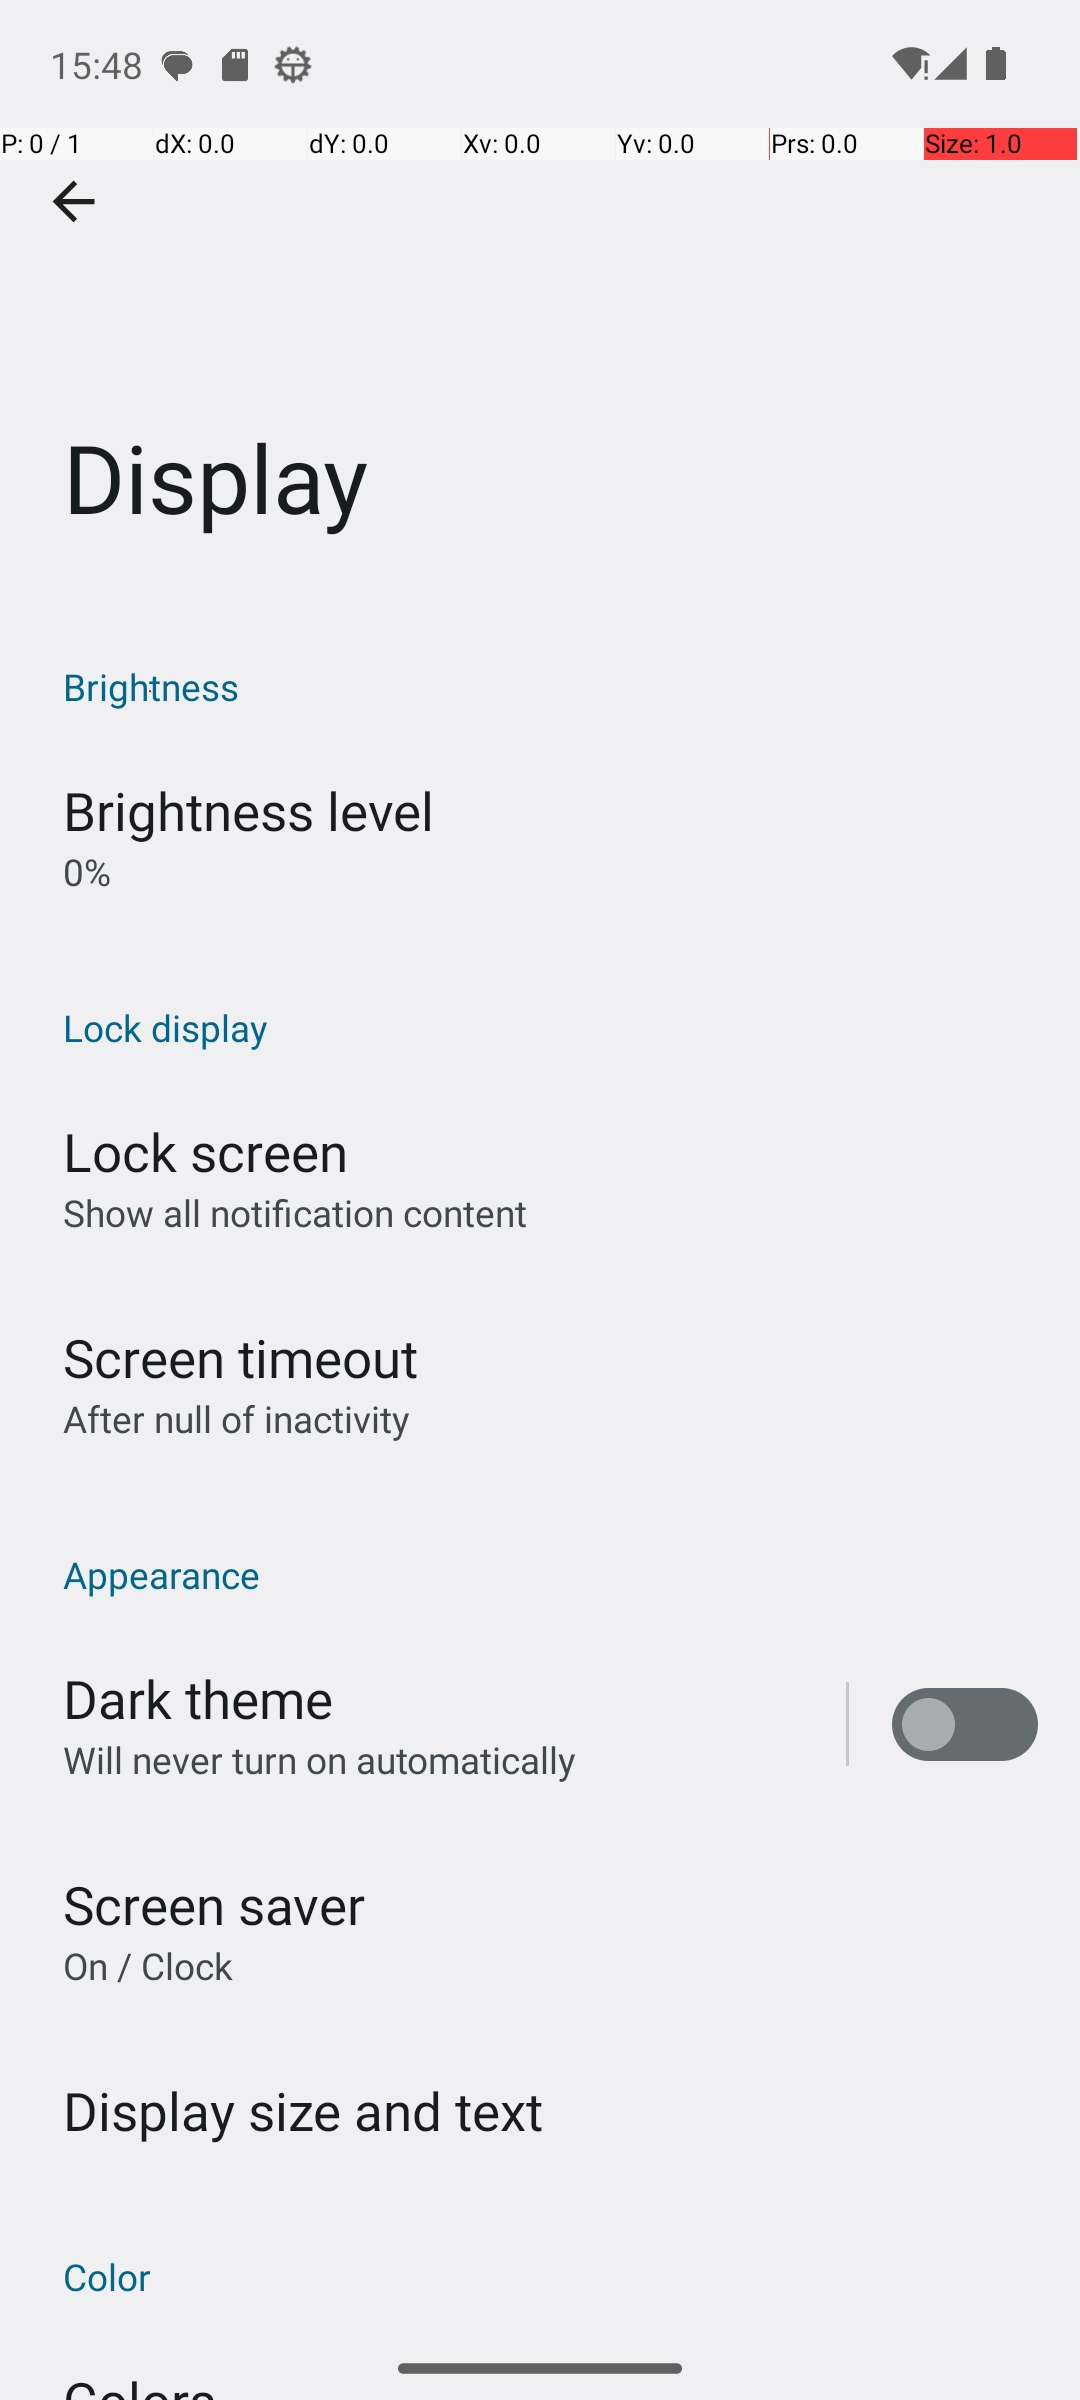 15:48
P: 0 / 1 dX: 0.0 dY: 0.0 Xv: 0.0 Yv: 0.0 Prs: 0.0 Size: 1.0
Display
Brightness
Brightness level
0%
Lock display
Lock screen
Show all notification content
Screen timeout
After null of inactivity
Appearance
Dark theme
Will never turn on automatically
Screen saver
On / Clock
Display size and text
Color
Colors